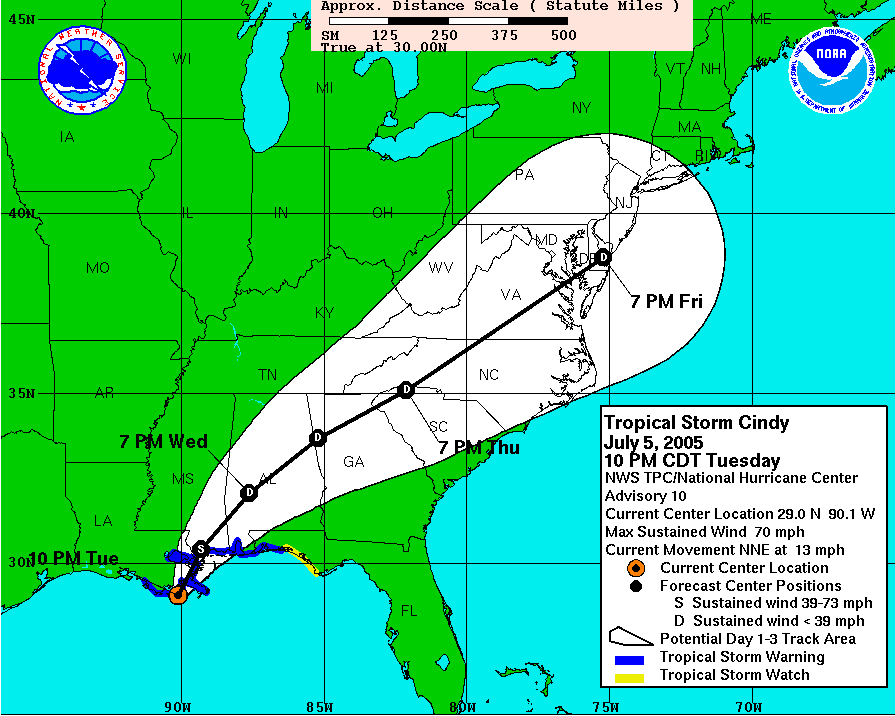 Approx. Distance Scale ( Statute Miles )
SM 125 250 375 500
True at 30.00N
45N
ME
WI
NATIONAL WEATHER SERVICE
NOAA
VT
NH
MI
NY
MA
IA
CT
RI
PA
NJ
40N
IL
IN
OH
MD
DE
D
WV
MO
VA
7 PM Fri
KY
TN
NC
35N
AR
D
SC
7 PM Wed
D
7 PM Thu
GA
MS
AL
D
LA
S
10 PM Tue
30N
FL
Tropical Storm Cindy
July 5, 2005
10 PM CDT Tuesday
NWS TPC/National Hurricane Center
Advisory 10
Current Center Location 29.0 N 90.1 W
Max Sustained Wind 70 mph
Current Movement NNE at 13 mph
Current Center Location
Forecast Center Positions
S Sustained wind 39-73 mph
D Sustained wind < 39 mph
Potential Day 1-3 Track Area
Tropical Storm Warning
Tropical Storm Watch
90W 85W 80W 75W 70W